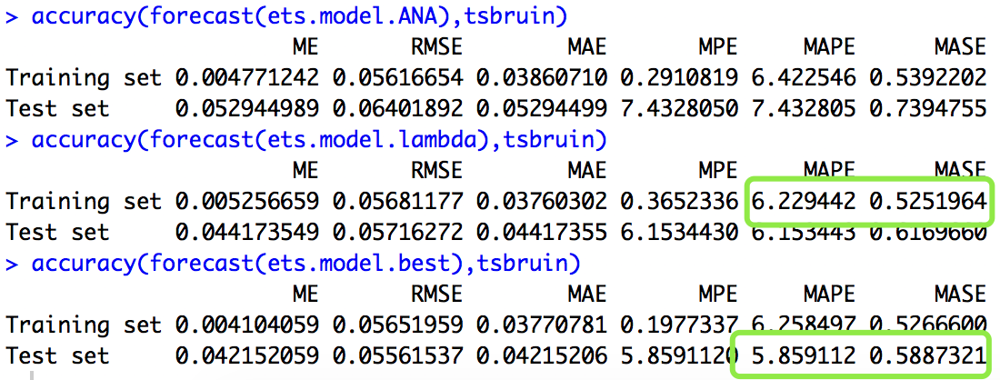 > accuracy(forecast(ets.model.ANA),tsbruin)
ME RMSE MAE MPE MAPE MASE
Training set 0.004771242 0.05616654 0.03860710 0.2910819 6.422546 0.5392202
Test set 0.052944989 0.06401892 0.05294499 7.4328050 7.432805 0.7394755
> accuracy(forecast(ets.model.lambda),tsbruin)
ME RMSE MAE MPE MAPE MASE
Training set 0.005256659 0.05681177 0.03760302 0.3652336 6.229442 0.5251964
Test set 0.044173549 0.05716272 0.04417355 6.1534430 6.153443 0.6169660
> accuracy(forecast(ets.model.best),tsbruin)
ME RMSE MAE MPE MAPE MASE
Training set 0.004104059 0.05651959 0.03770781 0.1977337 6.258497 0.5266600
Test set 0.042152059 0.05561537 0.04215206 5.8591120 5.859112 0.5887321